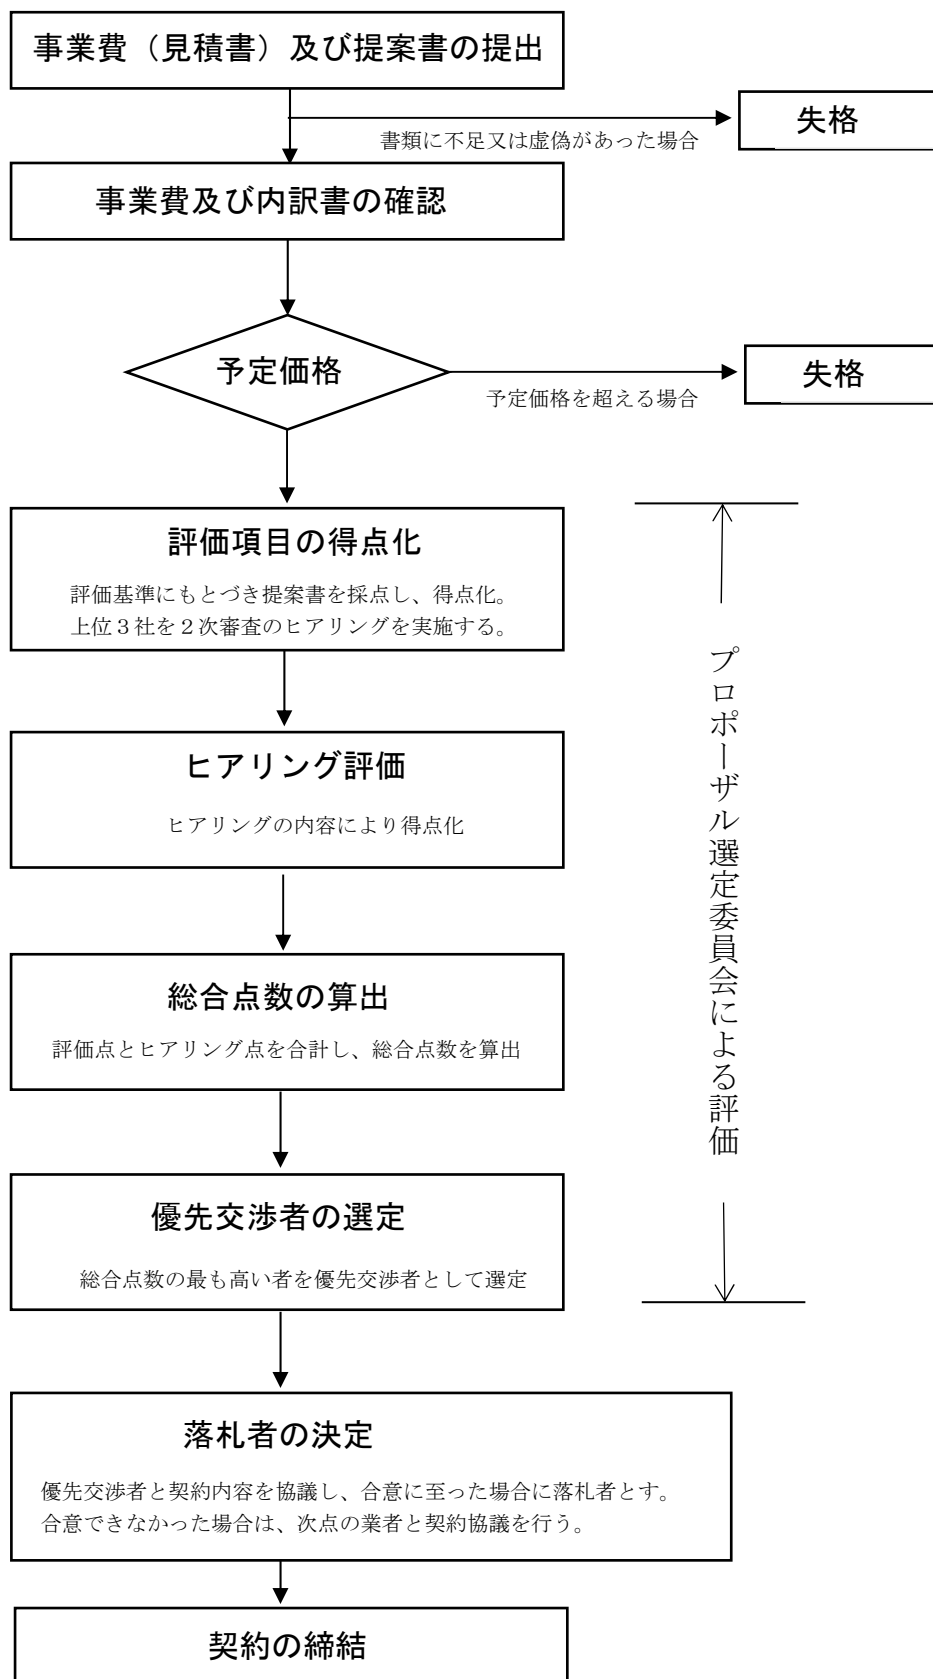 事業費（見積書）及び提案書の提出
失格
書類に不足又は虚偽があった場合
事業費及び内訳書の確認
予定価格
失格
予定価格を超える場合
評価項目の得点化
評価基準にもとづき提案書を採点し、得点化。
上位３社を２次審査のヒアリングを実施する。
ヒアリング評価
ヒアリングの内容により得点化
総合点数の算出
評価点とヒアリング点を合計し、総合点数を算出
優先交渉者の選定
総合点数の最も高い者を優先交渉者として選定
プロポーザル選定委員会による評価
落札者の決定
優先交渉者と契約内容を協議し、合意に至った場合に落札者とす。
合意できなかった場合は、次点の業者と契約協議を行う。
契約の締結